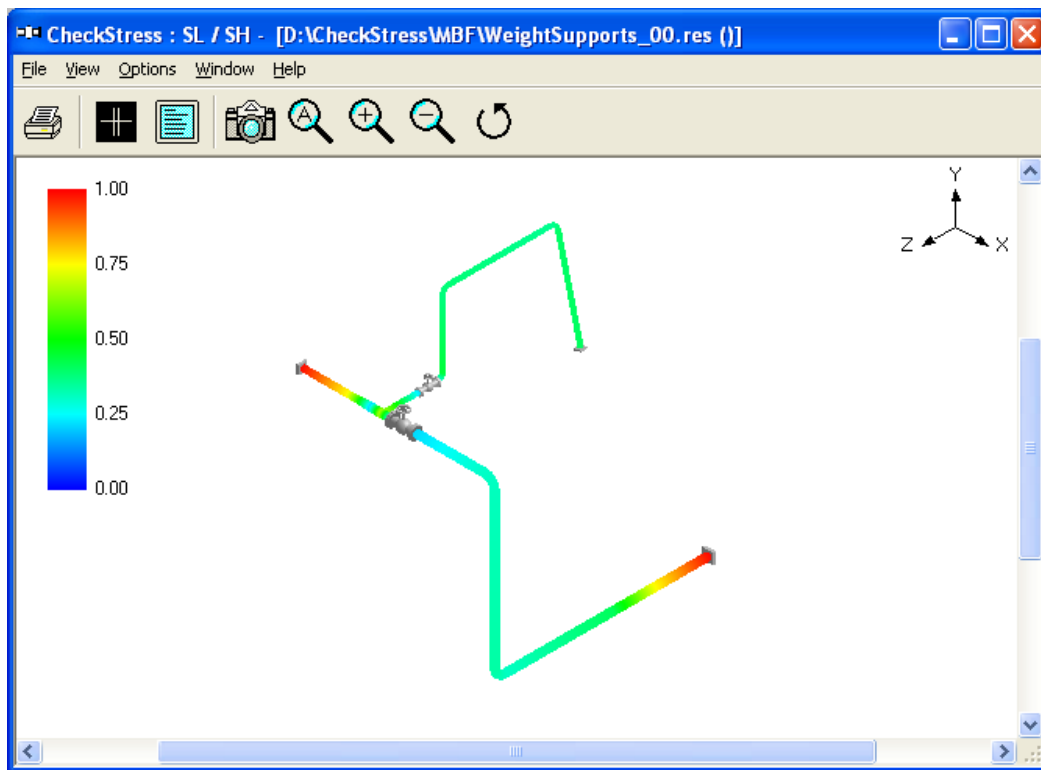 CheckStress : SL / SH - [D:\CheckStress\MBF\WeightSupports_00.res ()]
File View Options Window Help
A
1.00
0.75
0.50
0.25
0.00
Y
Z
X